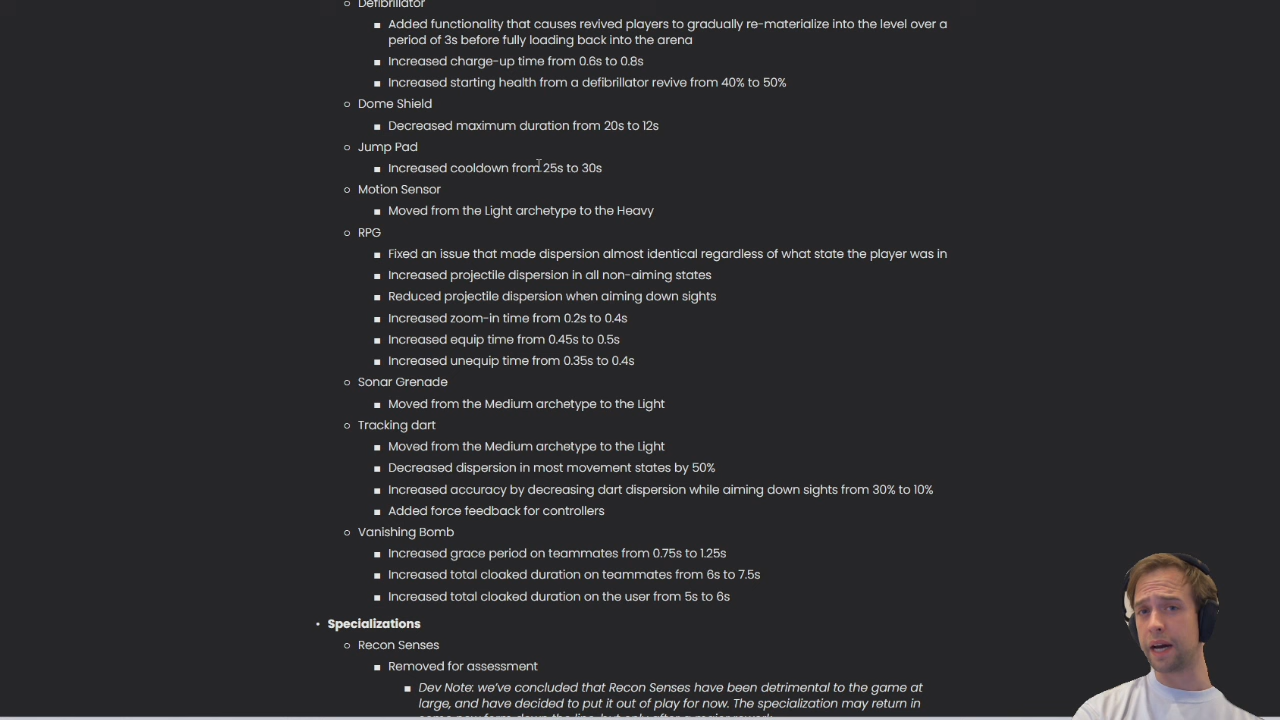 Defibrillator
Added functionality that causes revived players to gradually re-materialize into the level over a
period of 3s before fully loading back into the arena
Increased charge-up time from 0.6s to 0.8s
Increased starting health from a defibrillator revive from 40% to 50%
Dome Shield
Decreased maximum duration from 20s to 12s
Jump Pad
Increased cooldown from 25s to 30s
Motion Sensor
Moved from the Light archetype to the Heavy
RPG
Fixed an issue that made dispersion almost identical regardless of what state the player was in
Increased projectile dispersion in all non-aiming states
Reduced projectile dispersion when aiming down sights
Increased zoom-in time from 0.2s to 0.4s
Increased equip time from 0.45s to 0.5s
Increased unequip time from 0.35s to 0.4s
Sonar Grenade
Moved from the Medium archetype to the Light
Tracking dart
Moved from the Medium archetype to the Light
Decreased dispersion in most movement states by 50%
Increased accuracy by decreasing dart dispersion while aiming down sights from 30% to 10%
Added force feedback for controllers
Vanishing Bomb
Increased grace period on teammates from 0.75s to 1.25s
Increased total cloaked duration on teammates from 6s to 7.5s
Increased total cloaked duration on the user from 5s to 6s
Specializations
Recon Senses
Removed for assessment
Dev Note: we've concluded that Recon Senses have been detrimental to the game at
large, and have decided to put it out of play for now. The specialization may return in
some new form down the line, but only after a major rework